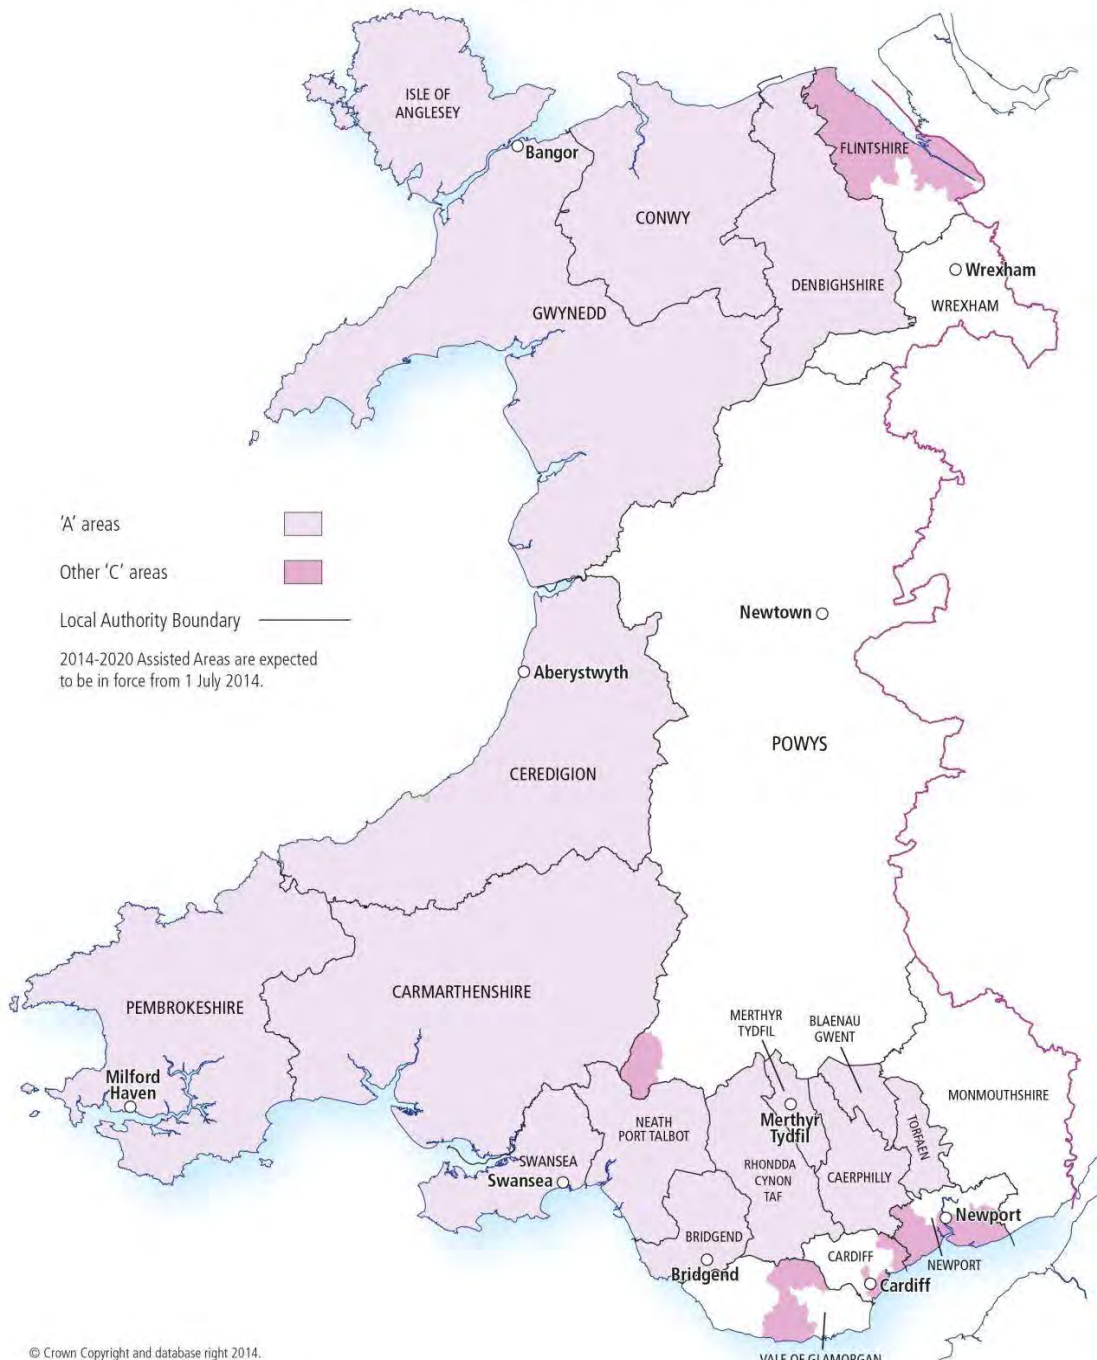 ISLE OF
ANGLESEY
Bangor
FLINTSHIRE
CONWY
Wrexham
DENBIGHSHIRE
WREXHAM
GWYNEDD
'A' areas
Other 'C' areas
Local Authority Boundary
2014-2020 Assisted Areas are expected
to be in force from 1 July 2014.
Newtown
Aberystwyth
POWYS
CEREDIGION
CARMARTHENSHIRE
PEMBROKESHIRE
MERTHYR
TYDFIL
BLAENAU
GWENT
Milford
Haven
MONMOUTHSHIRE
Merthyr
Tydfil
NEATH
PORT TALBOT
TORFAEN
SWANSEA
Swansea
RHONDDA
CYNON
TAF
CAERPHILLY
Newport
BRIDGEND
CARDIFF
NEWPORT
Bridgend
Cardiff
© Crown Copyright and database right 2014.
VALE OF GLAMORGAN